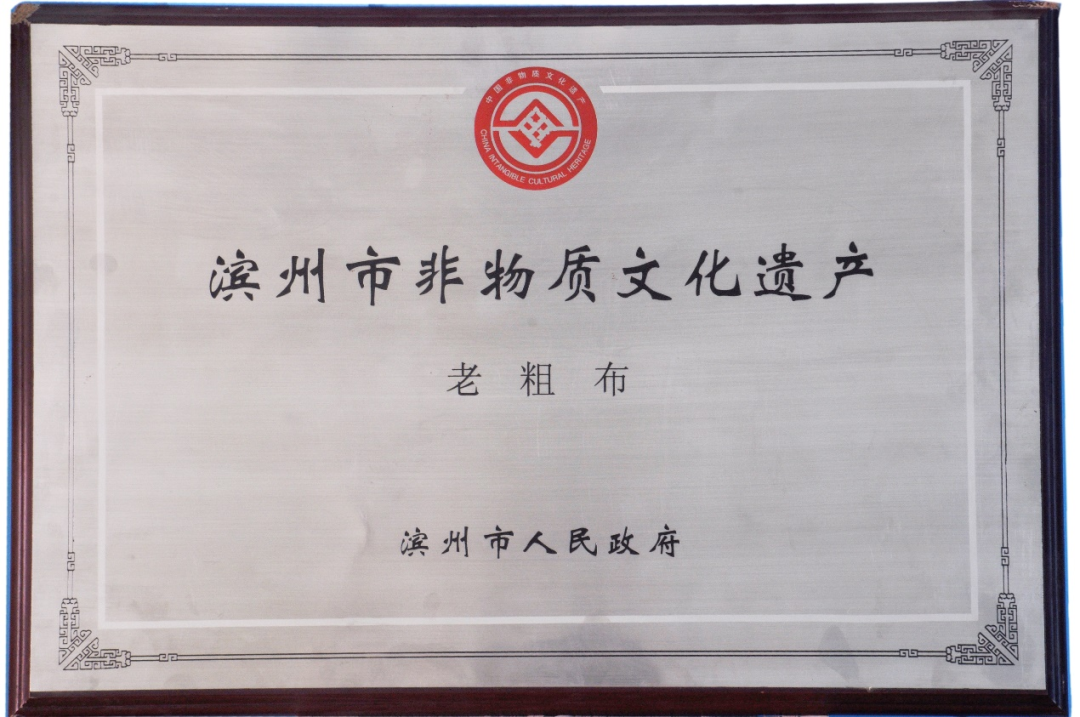 中国非物质文化遗产
CHINA INTANGIBLE CULTURAL HERITAGE
滨州市非物质文化遗产
老粗布
滨州市人民政府